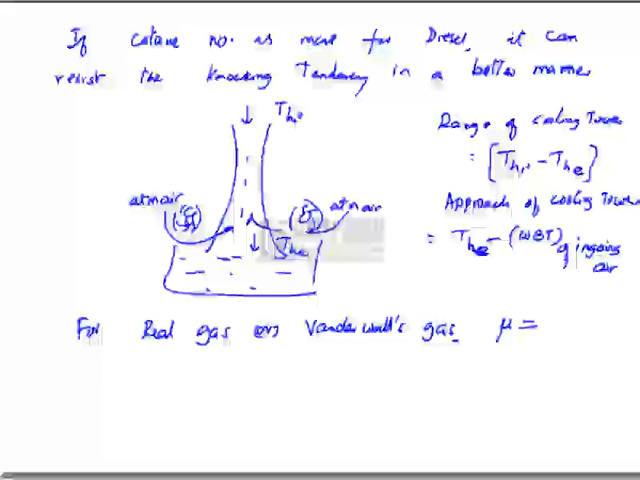 If cetane no. is more for Diesel, it can
resist the knocking Tendency in a better manner
Thi
Range of cooling Tower
= [Thi - The]
atm air
atm air
Approach of cooling Tower
The
= The - (WBT) of ingoing
air
For Real gas or Vanderwall's gas, μ =